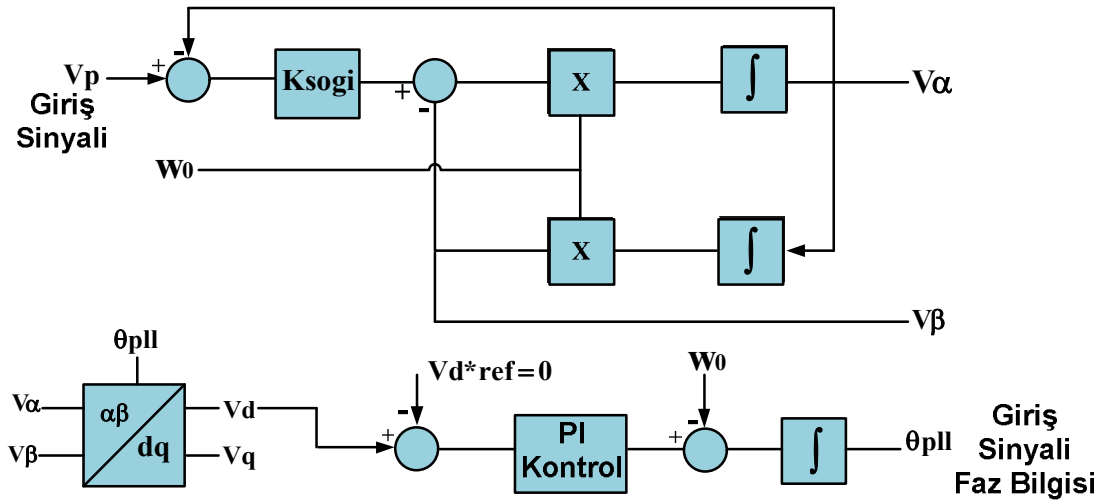 -
+
Vp
Giriş
Sinyali
Ksogi
+
-
X
∫
Vα
w0
X
∫
Vβ
θpll
Vα
Vβ
αβ
dq
Vd
Vq
Vd*ref=0
-
+
PI
Kontrol
w0
-
+
∫
θpll
Giriş
Sinyali
Faz Bilgisi